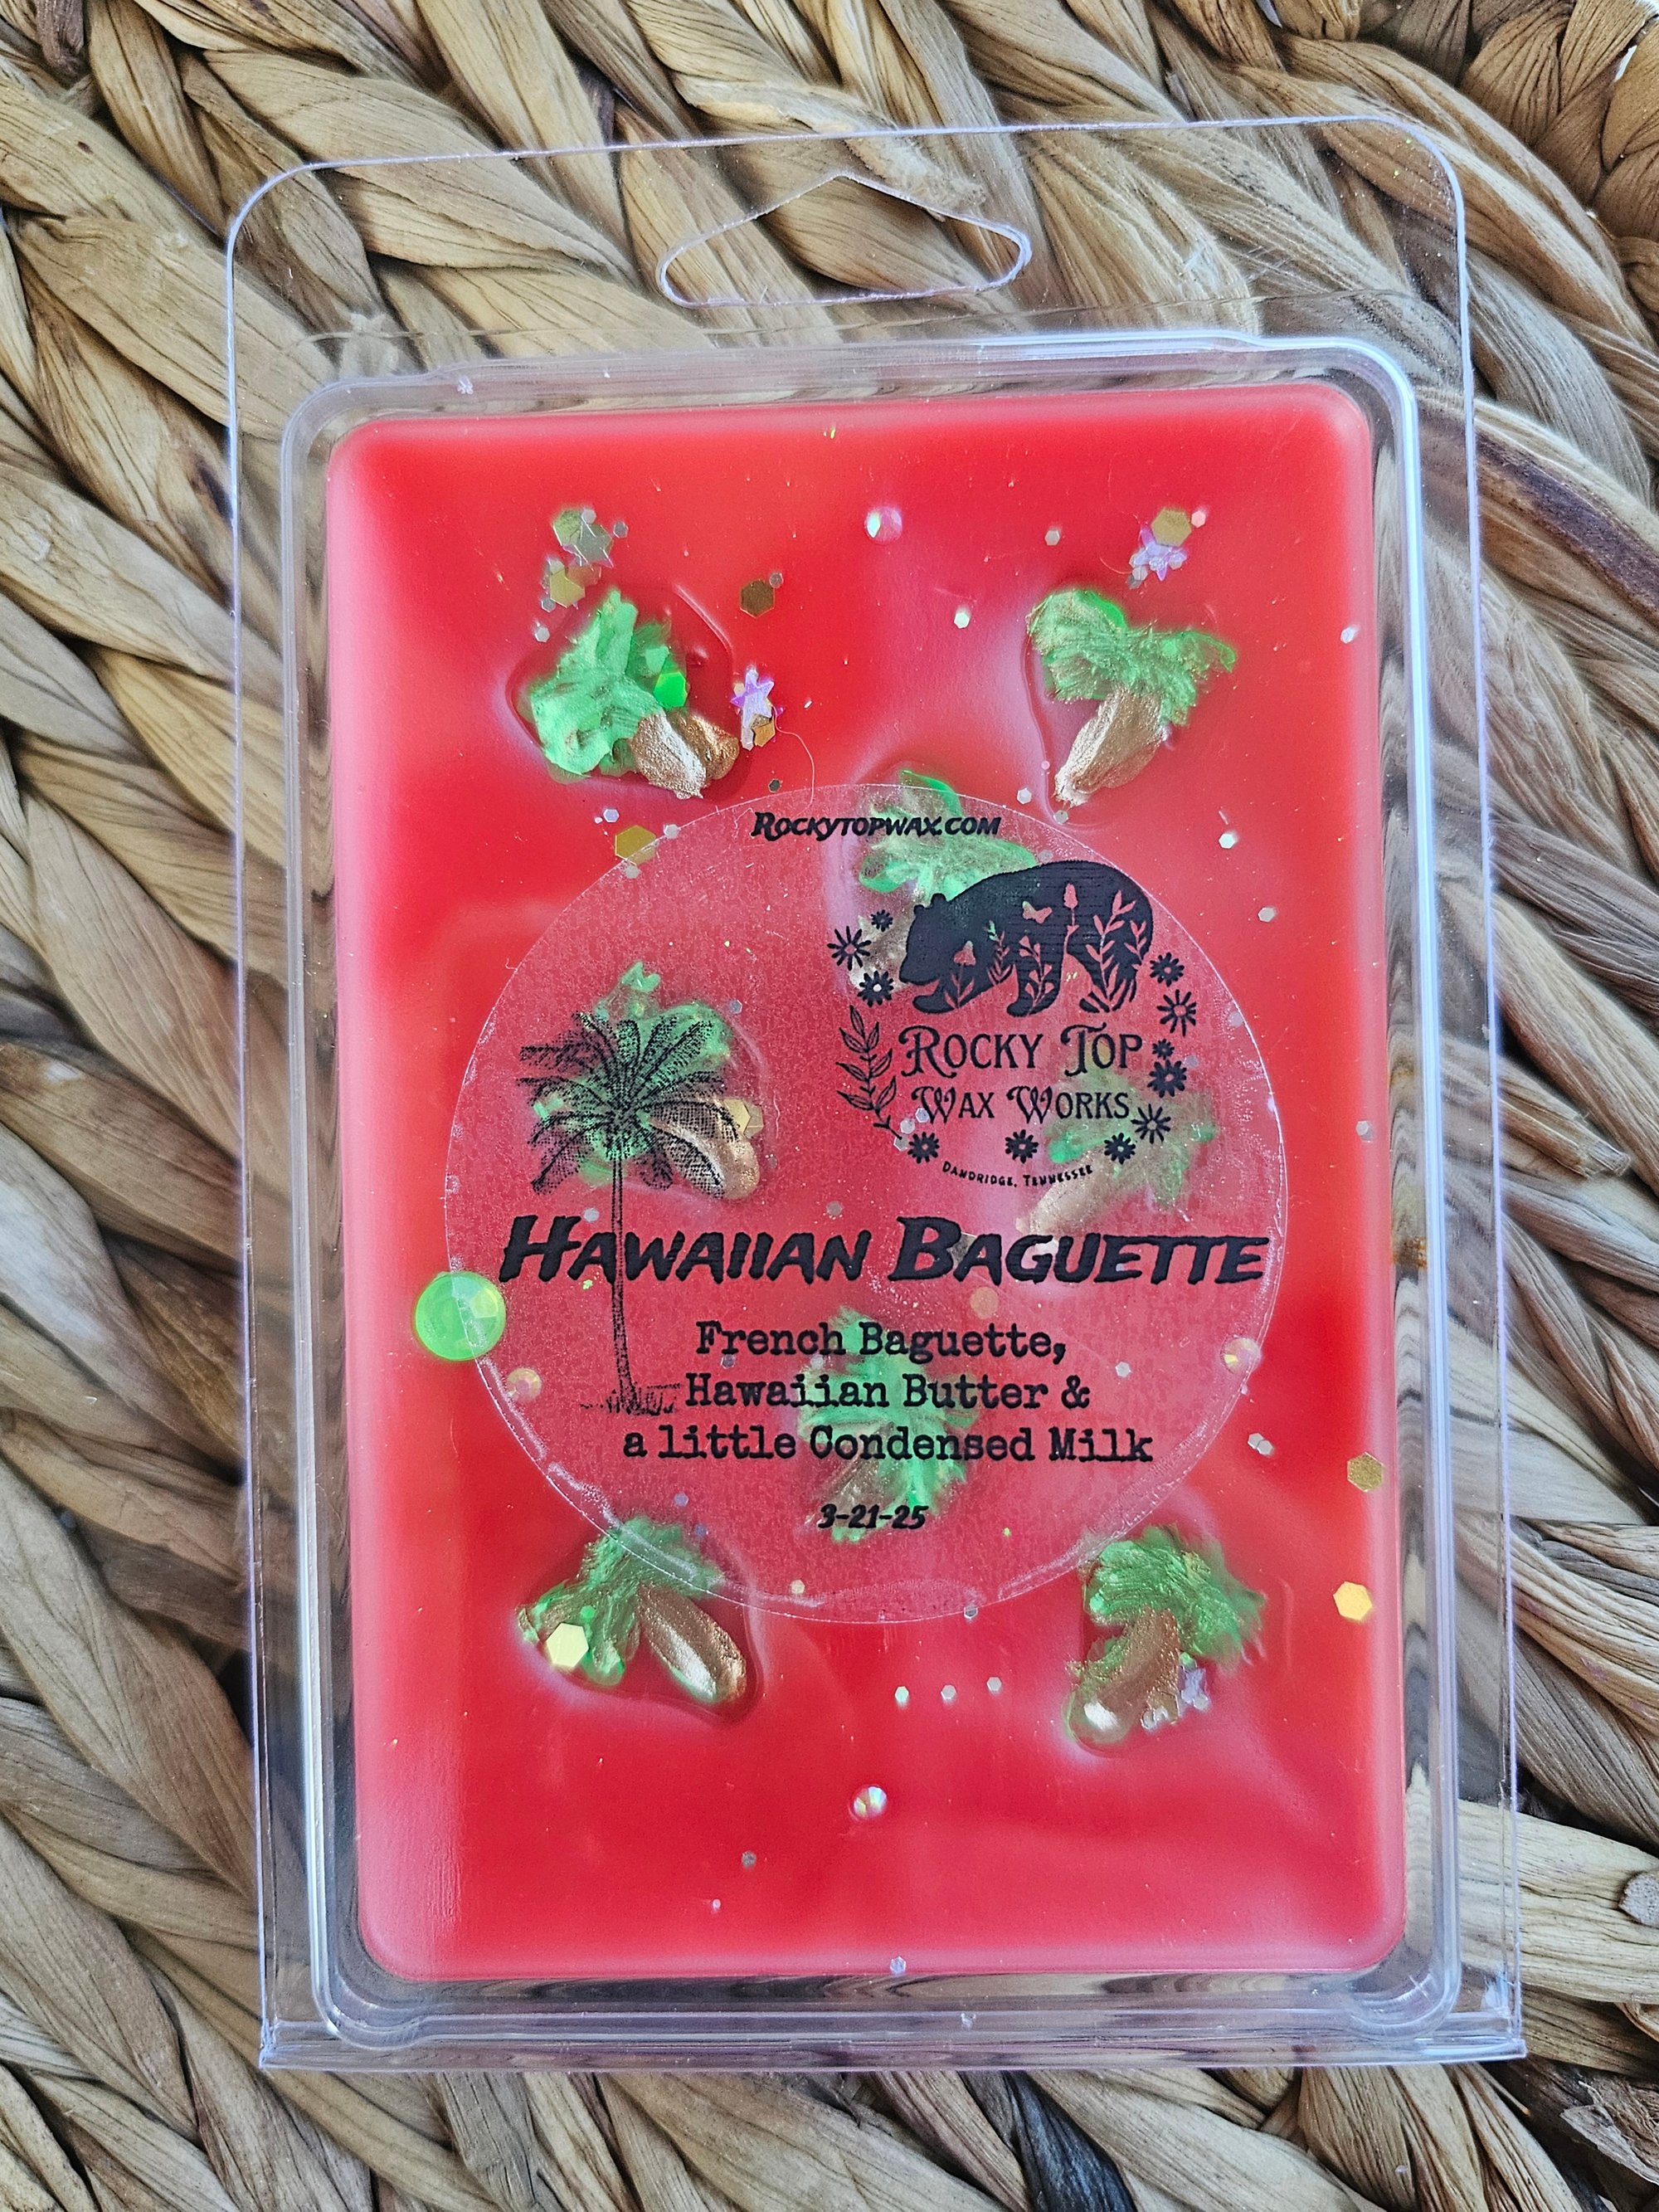 Rockytopwax.com
Rocky Top
Wax Works
Dandridge, Tennessee
Hawaiian Baguette
French Baguette,
Hawaiian Butter &
a little Condensed Milk
3-21-25